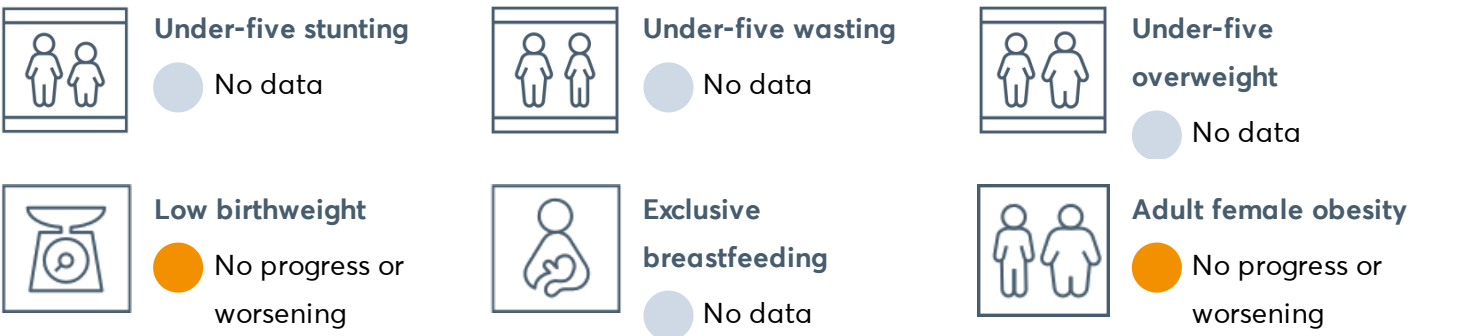 Under-five stunting
No data
Under-five wasting
No data
Under-five
overweight
No data
Low birthweight
No progress or
worsening
Exclusive
breastfeeding
No data
Adult female obesity
No progress or
worsening